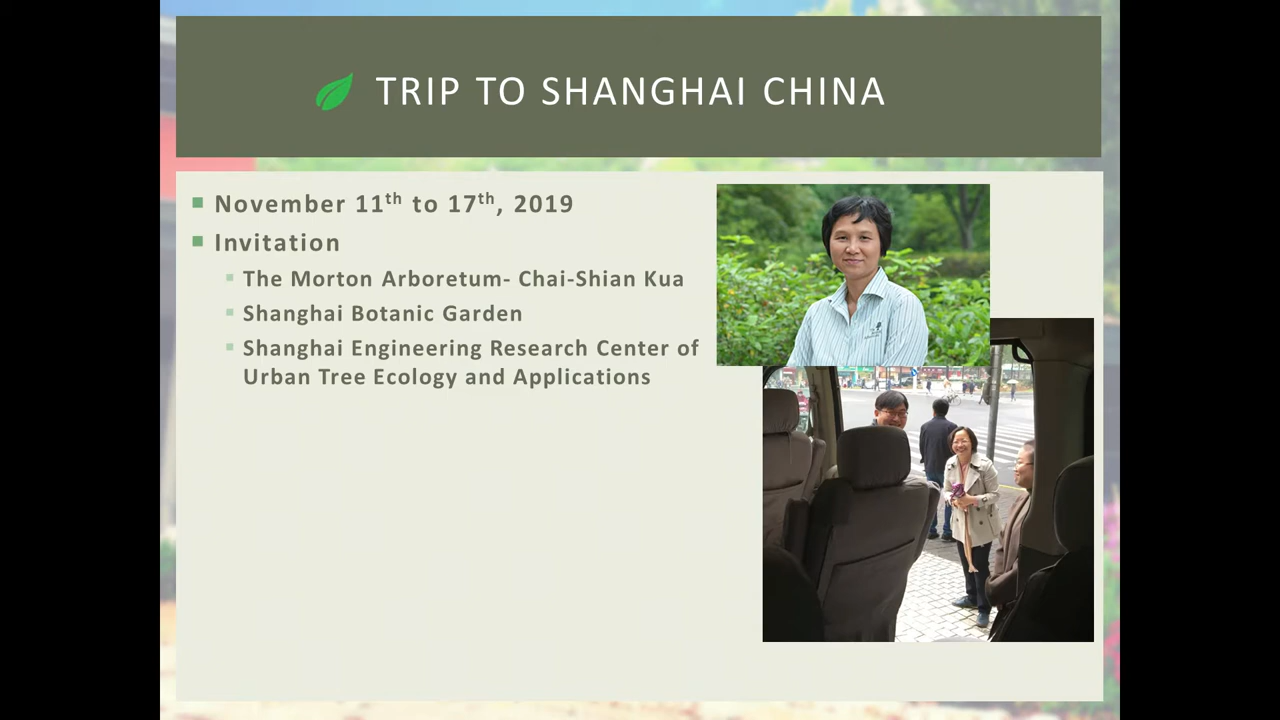 TRIP TO SHANGHAI CHINA
November 11th to 17th, 2019
Invitation
The Morton Arboretum- Chai-Shian Kua
Shanghai Botanic Garden
Shanghai Engineering Research Center of
Urban Tree Ecology and Applications